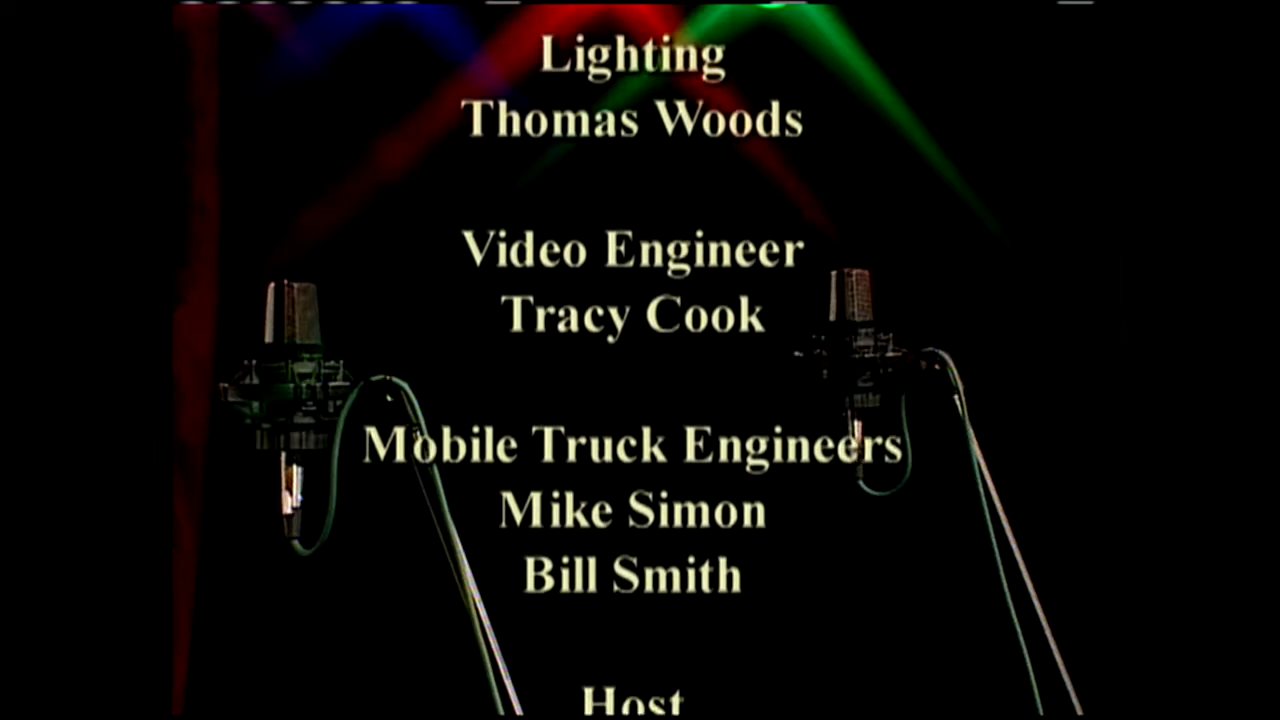 Lighting
Thomas Woods
Video Engineer
Tracy Cook
Mobile Truck Engineers
Mike Simon
Bill Smith
Host